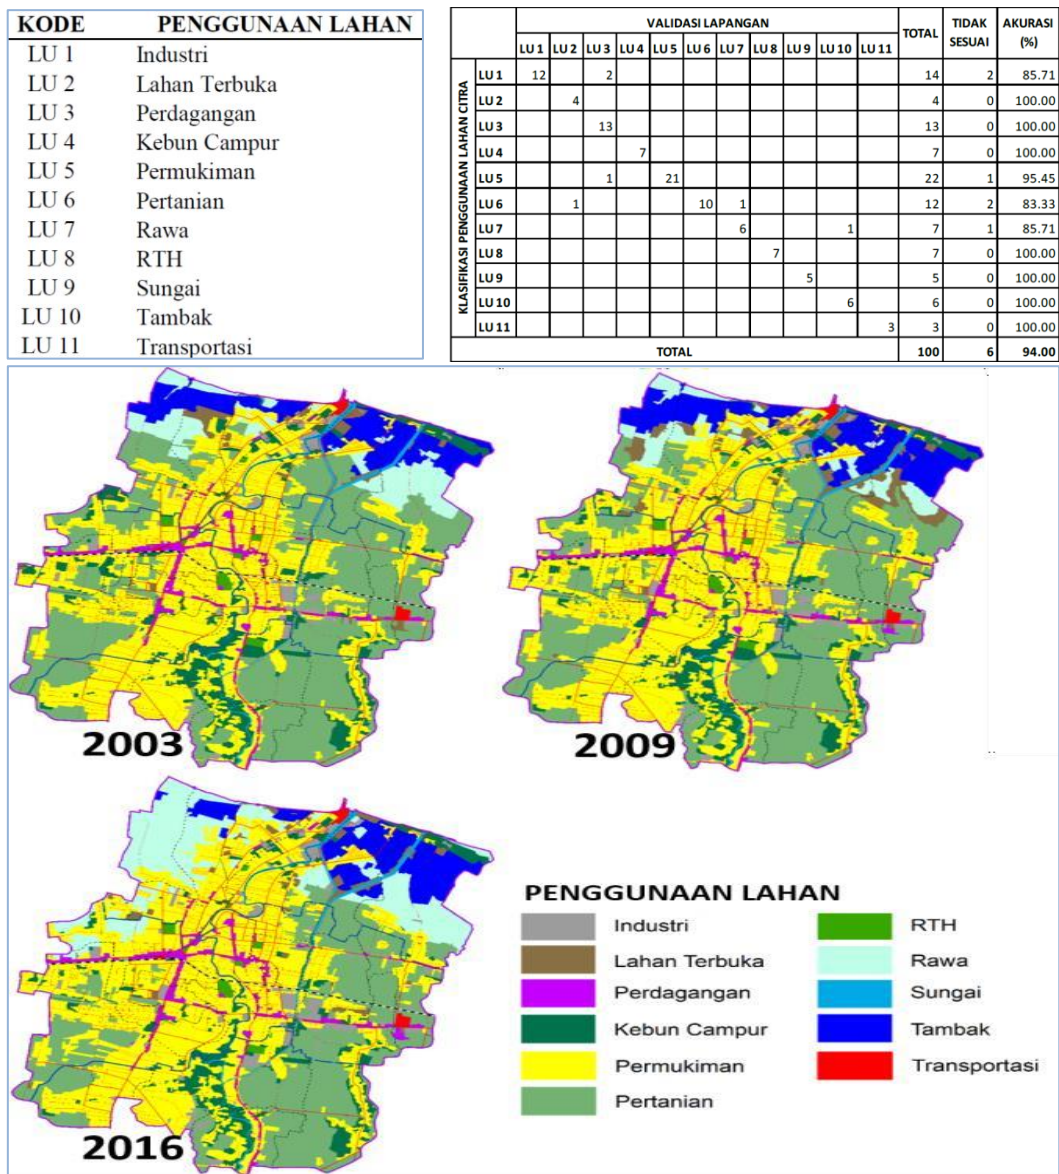 KODE PENGGUNAAN LAHAN
LU 1 Industri
LU 2 Lahan Terbuka
LU 3 Perdagangan
LU 4 Kebun Campur
LU 5 Permukiman
LU 6 Pertanian
LU 7 Rawa
LU 8 RTH
LU 9 Sungai
LU 10 Tambak
LU 11 Transportasi
VALIDASI LAPANGAN TOTAL TIDAK SESUAI AKURASI (%)
LU 1 LU 2 LU 3 LU 4 LU 5 LU 6 LU 7 LU 8 LU 9 LU 10 LU 11
KLASIFIKASI PENGGUNAAN LAHAN CITRA
LU 1 12 2 14 2 85.71
LU 2 4 4 0 100.00
LU 3 13 13 0 100.00
LU 4 7 7 0 100.00
LU 5 1 21 22 1 95.45
LU 6 1 10 1 12 2 83.33
LU 7 6 1 7 1 85.71
LU 8 7 7 0 100.00
LU 9 5 5 0 100.00
LU 10 6 6 0 100.00
LU 11 3 3 0 100.00
TOTAL 100 6 94.00
2003
2009
2016
PENGGUNAAN LAHAN
Industri
Lahan Terbuka
Perdagangan
Kebun Campur
Permukiman
Pertanian
RTH
Rawa
Sungai
Tambak
Transportasi